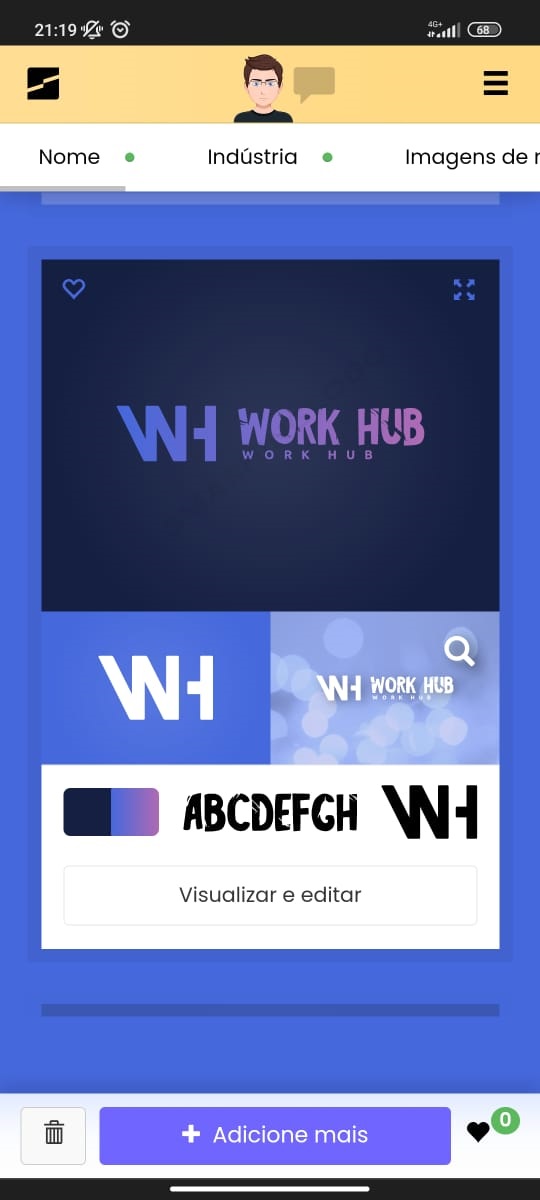 21:19
4G+
68
Nome
Indústria
Imagens de
WH WORK HUB
WORK HUB
WH
WH WORK HUB
WORK HUB
ABCDEFGH WH
Visualizar e editar
+ Adicione mais
0